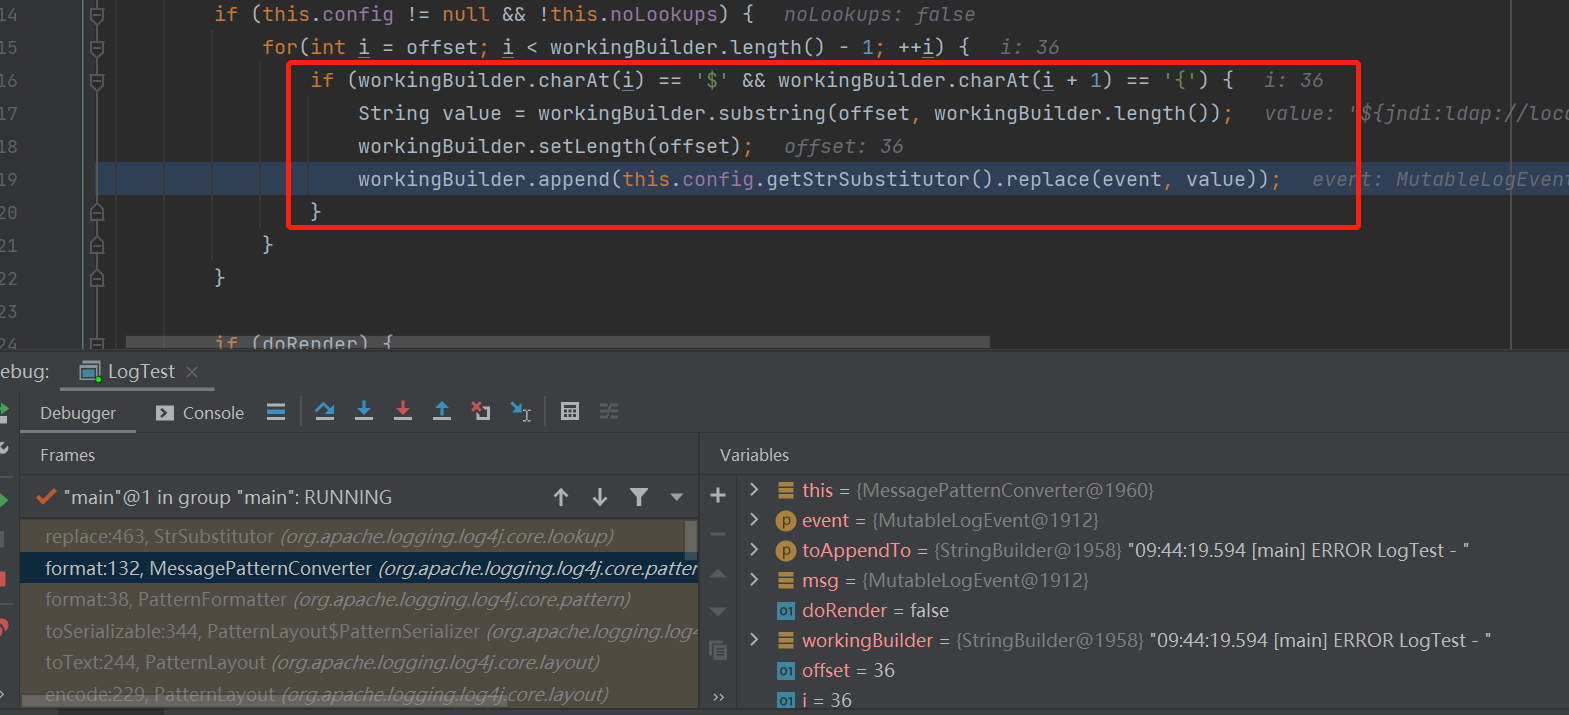 14 if (this.config != null && !this.noLookups) { noLookups: false
15 for(int i = offset; i < workingBuilder.length() - 1; ++i) { i: 36
16 if (workingBuilder.charAt(i) == '$' && workingBuilder.charAt(i + 1) == '{') { i: 36
17 String value = workingBuilder.substring(offset, workingBuilder.length()); value: "${jndi:ldap://loc
18 workingBuilder.setLength(offset); offset: 36
19 workingBuilder.append(this.config.getStrSubstitutor().replace(event, value)); event: MutableLogEvent
20 }
21 }
22 }
23
24 if (doRender) {
ebug: LogTest ×
Debugger Console
Frames
"main"@1 in group "main": RUNNING
replace:463, StrSubstitutor (org.apache.logging.log4j.core.lookup)
format:132, MessagePatternConverter (org.apache.logging.log4j.core.patter
format:38, PatternFormatter (org.apache.logging.log4j.core.pattern)
toSerializable:344, PatternLayout$PatternSerializer (org.apache.logging.log4
toText:244, PatternLayout (org.apache.logging.log4j.core.layout)
encode:229, PatternLayout (org.apache.logging.log4j.core.layout)
Variables
this = {MessagePatternConverter@1960}
event = {MutableLogEvent@1912}
toAppendTo = {StringBuilder@1958} "09:44:19.594 [main] ERROR LogTest - "
msg = {MutableLogEvent@1912}
doRender = false
workingBuilder = {StringBuilder@1958} "09:44:19.594 [main] ERROR LogTest - "
offset = 36
i = 36